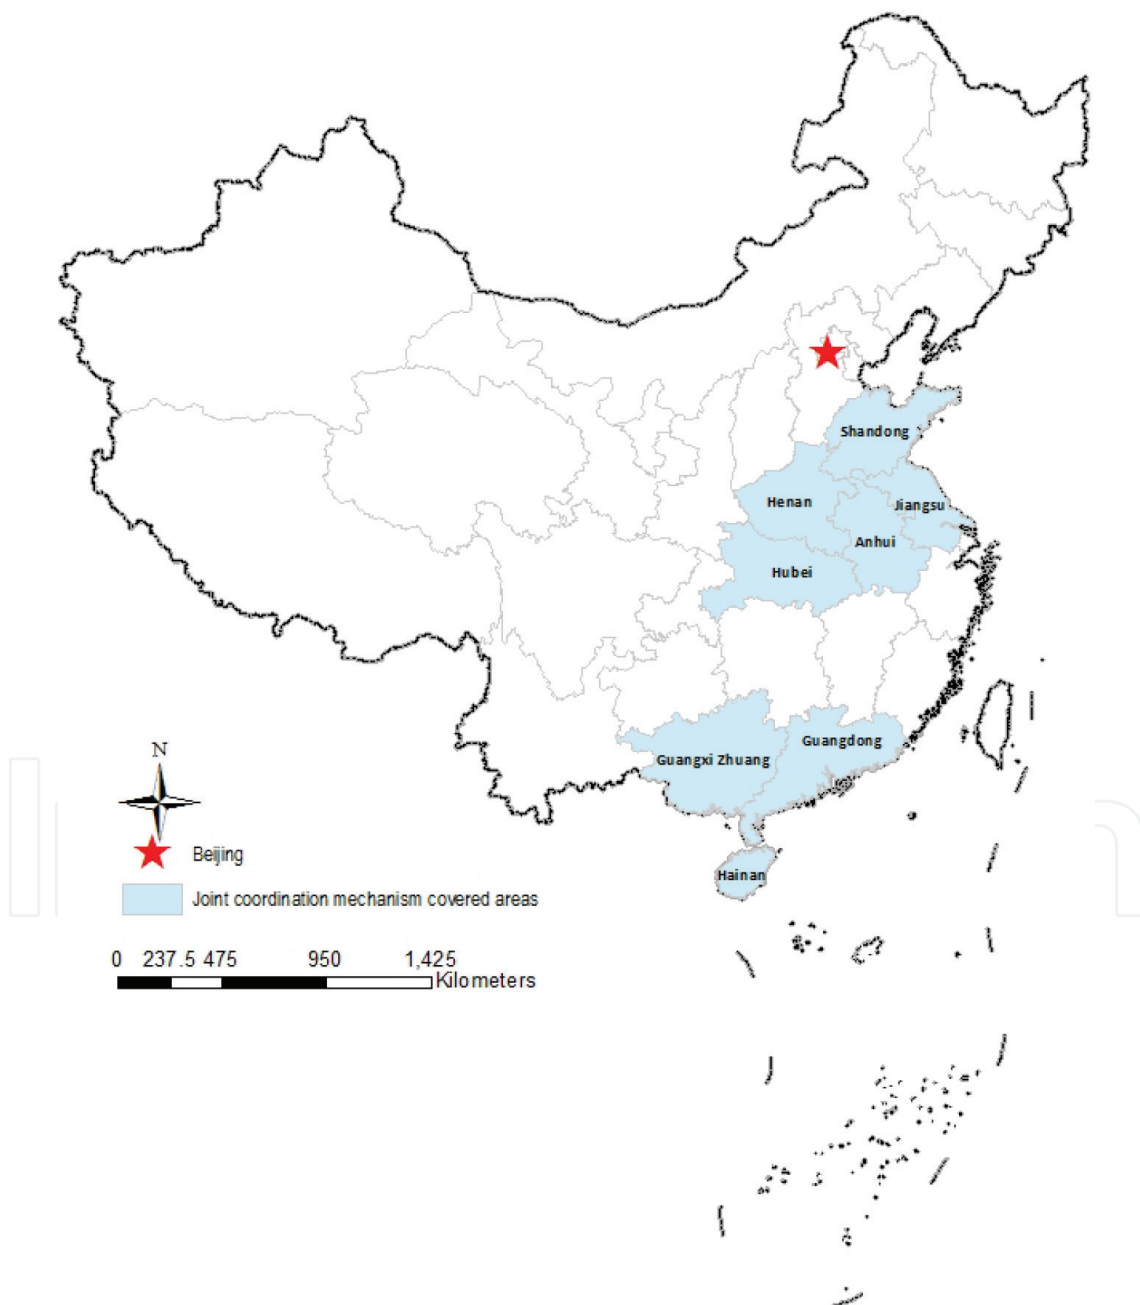 Shandong
Henan
Jiangsu
Anhui
Hubei
Guangdong
Guangxi Zhuang
Hainan
N
Beijing
Joint coordination mechanism covered areas
0 237.5 475 950 1,425
Kilometers